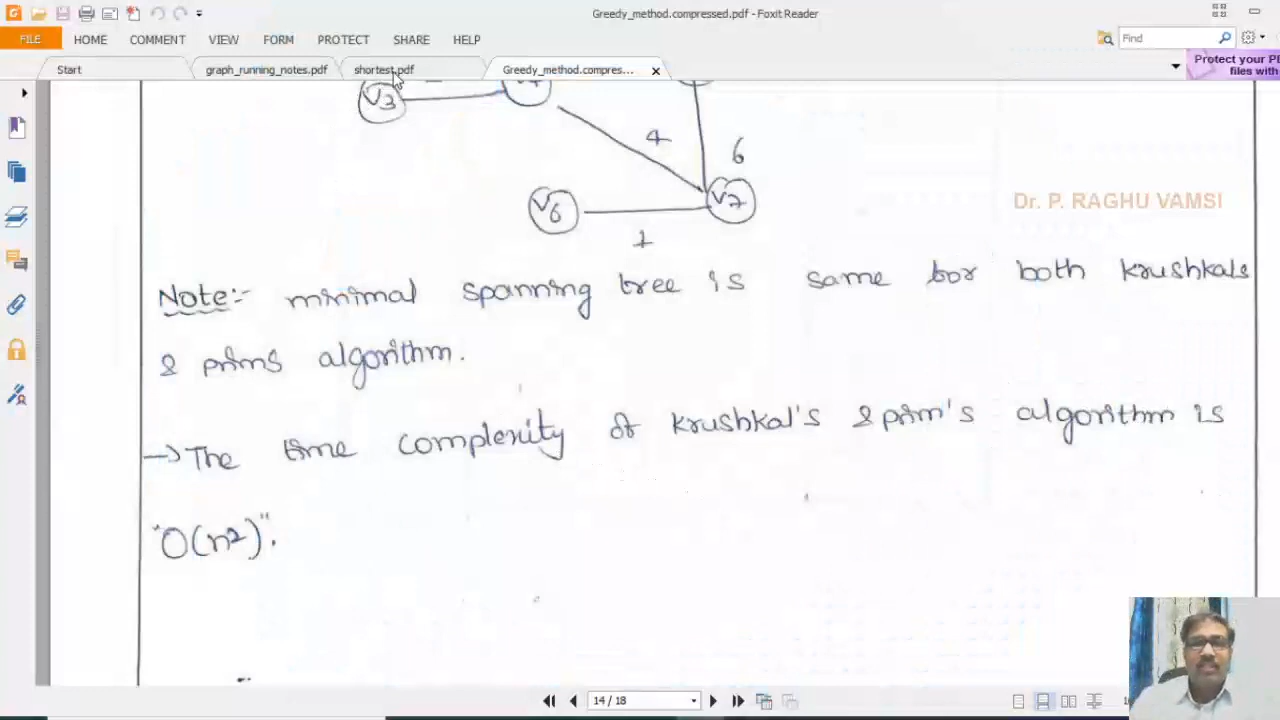 Greedy_method.compressed.pdf - Foxit Reader
FILE HOME COMMENT VIEW FORM PROTECT SHARE HELP
Find
Start graph_running_notes.pdf shortest.pdf Greedy_method.compres...
Protect your PD
files with
V3
4
6
V6 V7
1
Dr. P. RAGHU VAMSI
Note:- minimal spanning tree is same for both krushkals
& prims algorithm.
→ The time complexity of krushkal's & prim's algorithm is
"O(n2)".
14 / 18